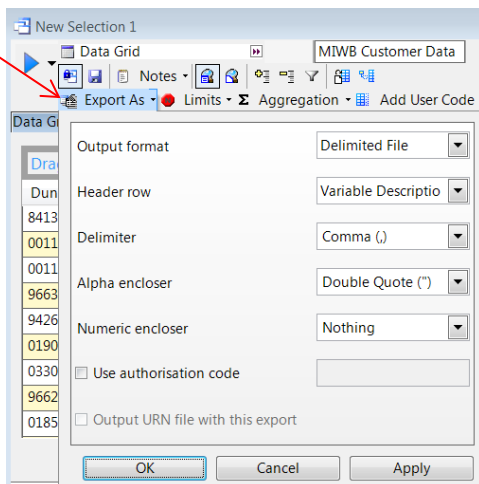 New Selection 1
Data Grid MIWB Customer Data
Notes
Export As Limits Σ Aggregation Add User Code
Data G
Drag
Dun
8413
0011
0011
9663
9426
0190
0330
9662
0185
Output format Delimited File
Header row Variable Descriptio
Delimiter Comma (,)
Alpha encloser Double Quote (")
Numeric encloser Nothing
Use authorisation code
Output URN file with this export
OK Cancel Apply